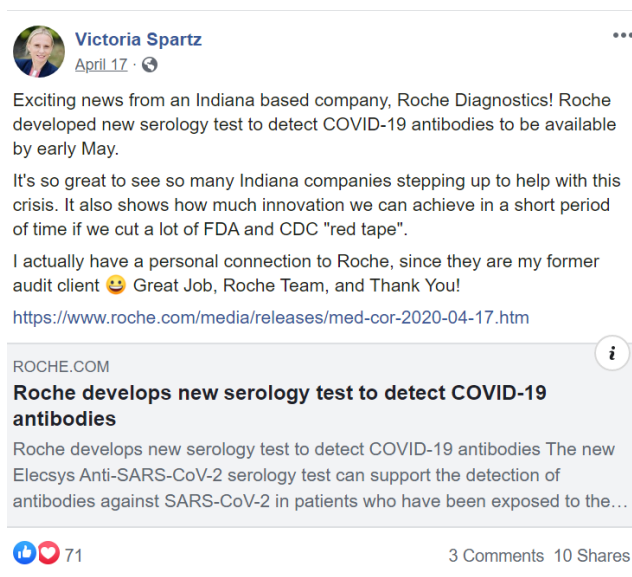 Victoria Spartz
April 17 ·
Exciting news from an Indiana based company, Roche Diagnostics! Roche
developed new serology test to detect COVID-19 antibodies to be available
by early May.
It's so great to see so many Indiana companies stepping up to help with this
crisis. It also shows how much innovation we can achieve in a short period
of time if we cut a lot of FDA and CDC "red tape".
I actually have a personal connection to Roche, since they are my former
audit client 😀 Great Job, Roche Team, and Thank You!
https://www.roche.com/media/releases/med-cor-2020-04-17.htm
i
ROCHE.COM
Roche develops new serology test to detect COVID-19
antibodies
Roche develops new serology test to detect COVID-19 antibodies The new
Elecsys Anti-SARS-CoV-2 serology test can support the detection of
antibodies against SARS-CoV-2 in patients who have been exposed to the…
71
3 Comments 10 Shares